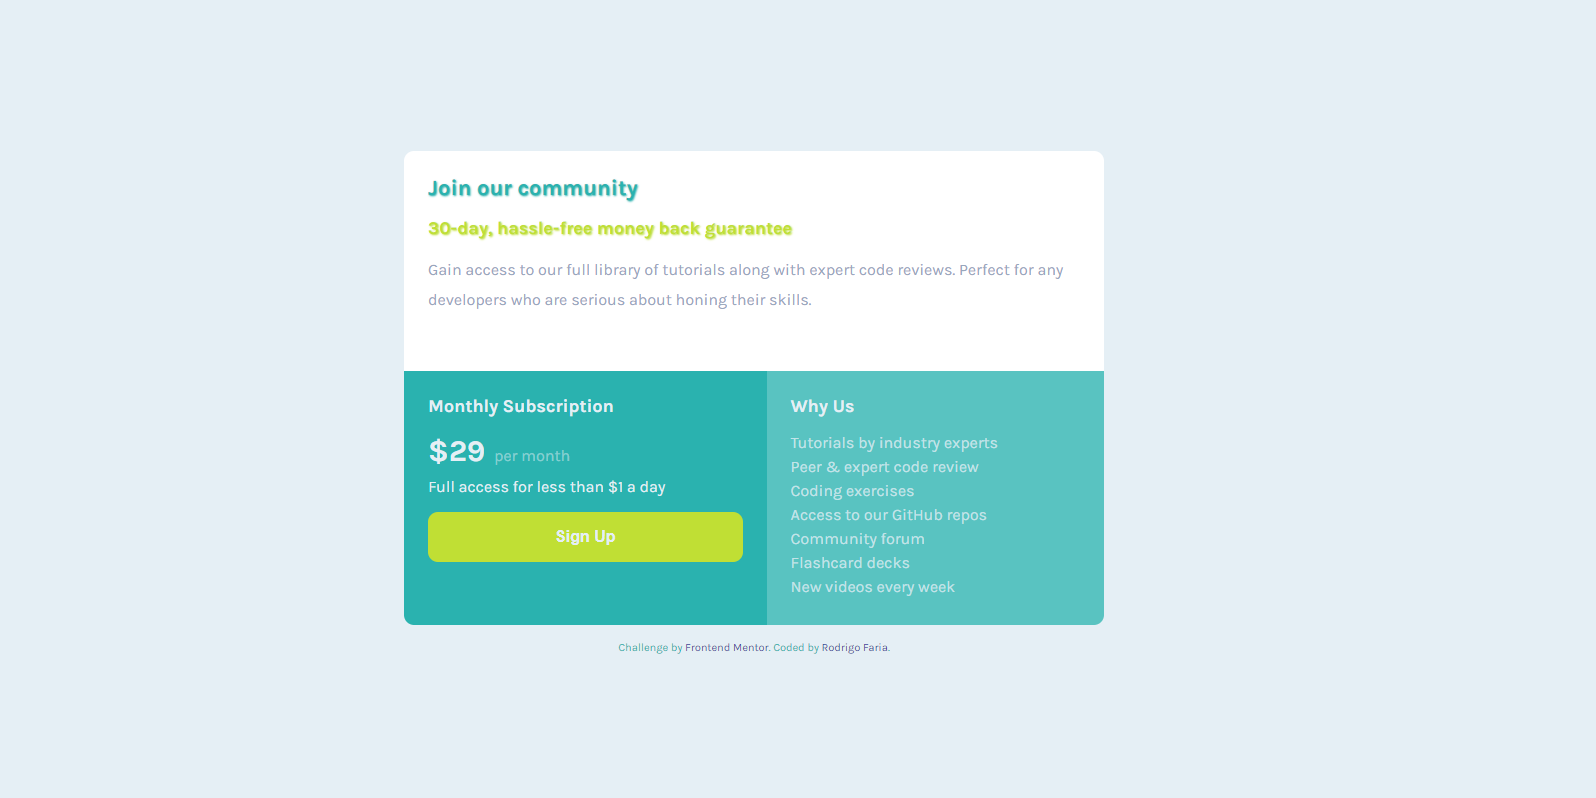 Join our community
30-day, hassle-free money back guarantee
Gain access to our full library of tutorials along with expert code reviews. Perfect for any
developers who are serious about honing their skills.
Monthly Subscription
$29 per month
Full access for less than $1 a day
Sign Up
Why Us
Tutorials by industry experts
Peer & expert code review
Coding exercises
Access to our GitHub repos
Community forum
Flashcard decks
New videos every week
Challenge by Frontend Mentor. Coded by Rodrigo Faria.